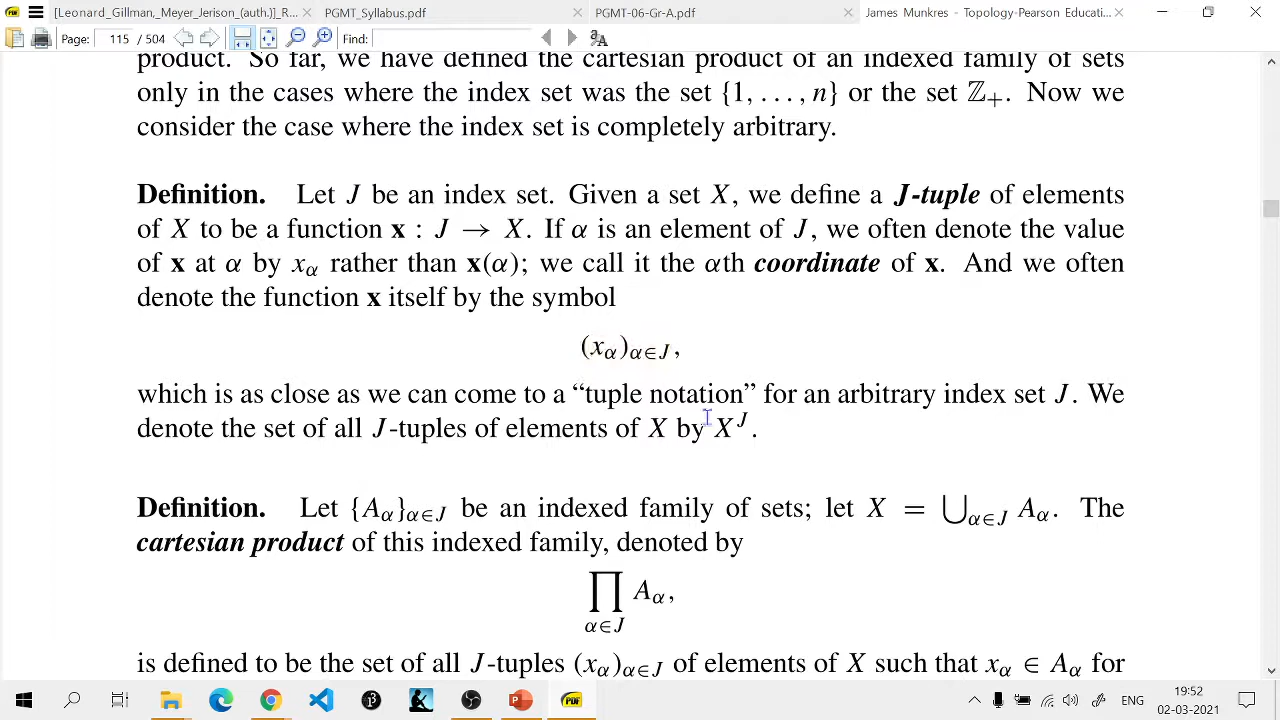 [Leonard_Gillman,_Meyer_Jerison_(auth.)]_R...
PGMT_Syllabus.pdf
PGMT-06-Gr-A.pdf
James Munkres - Topology-Pearson Educati...
Page: 115 / 504 Find:
product. So far, we have defined the cartesian product of an indexed family of sets
only in the cases where the index set was the set {1, . . . , n} or the set ℤ₊. Now we
consider the case where the index set is completely arbitrary.
Definition. Let J be an index set. Given a set X, we define a J-tuple of elements
of X to be a function x : J → X. If α is an element of J, we often denote the value
of x at α by xα rather than x(α); we call it the αth coordinate of x. And we often
denote the function x itself by the symbol
(xα)α∈J,
which is as close as we can come to a “tuple notation” for an arbitrary index set J. We
denote the set of all J-tuples of elements of X by X^J.
Definition. Let {Aα}α∈J be an indexed family of sets; let X = ⋃α∈J Aα. The
cartesian product of this indexed family, denoted by
∏ Aα,
α∈J
is defined to be the set of all J-tuples (xα)α∈J of elements of X such that xα ∈ Aα for
ENG
19:52
02-03-2021